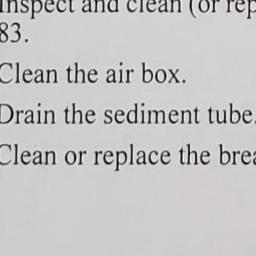 Inspect and clean (or rep
83.
Clean the air box.
Drain the sediment tube.
Clean or replace the brea